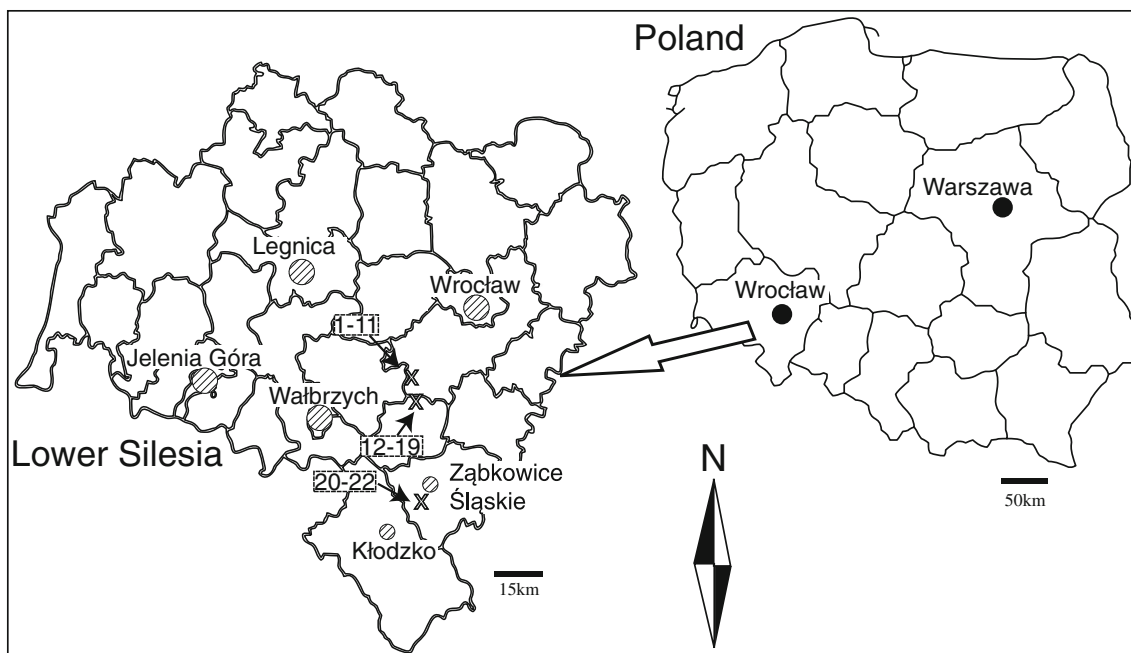 Poland
Warszawa
Wrocław
50km
N
Legnica
Wrocław
1-11
Jelenia Góra
Wałbrzych
12-19
Lower Silesia
20-22
Ząbkowice
Śląskie
Kłodzko
15km
X
X
X